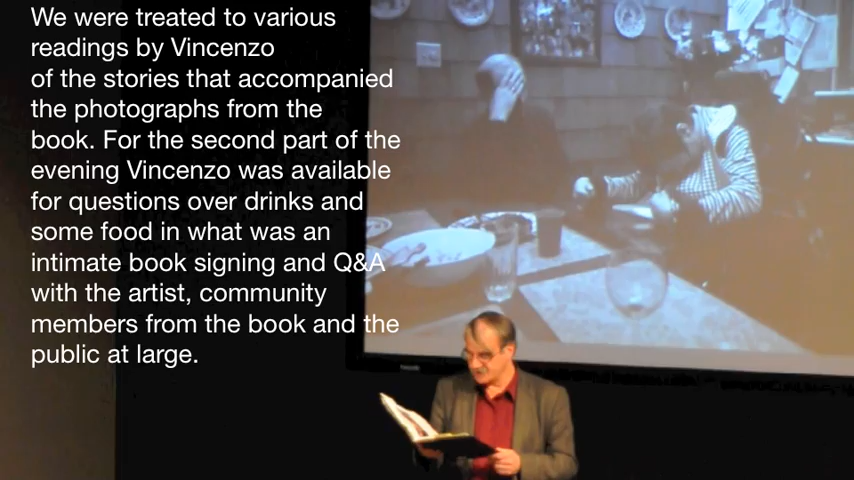 We were treated to various
readings by Vincenzo
of the stories that accompanied
the photographs from the
book. For the second part of the
evening Vincenzo was available
for questions over drinks and
some food in what was an
intimate book signing and Q&A
with the artist, community
members from the book and the
public at large.